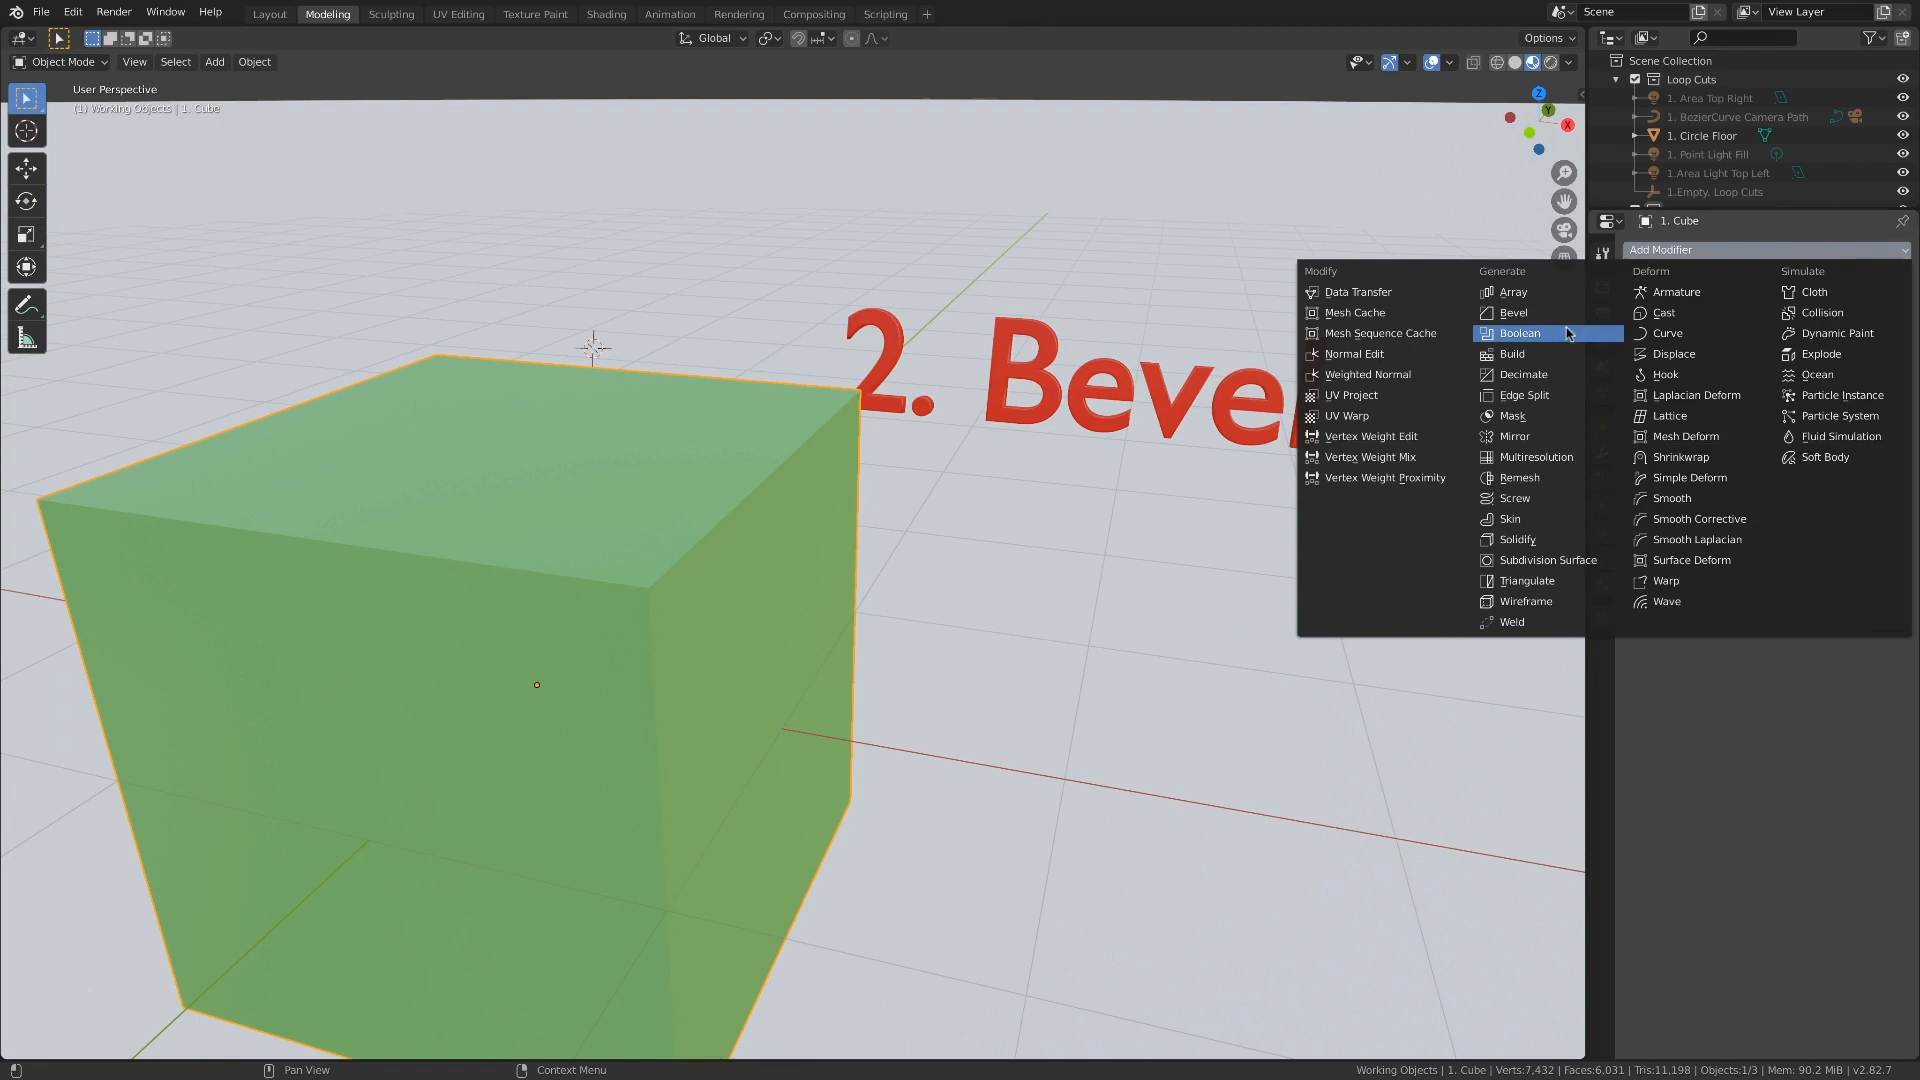 File Edit Render Window Help Layout Modeling Sculpting UV Editing Texture Paint Shading Animation Rendering Compositing Scripting + Scene View Layer
Global Options
Object Mode View Select Add Object
User Perspective
(1) Working Objects | 1. Cube
Z
Y
X
Scene Collection
Loop Cuts
1. Area Top Right
1. BezierCurve Camera Path
1. Circle Floor
1. Point Light Fill
1.Area Light Top Left
1.Empty. Loop Cuts
1. Cube
Add Modifier
Modify
Data Transfer
Mesh Cache
Mesh Sequence Cache
Normal Edit
Weighted Normal
UV Project
UV Warp
Vertex Weight Edit
Vertex Weight Mix
Vertex Weight Proximity
Generate
Array
Bevel
Boolean
Build
Decimate
Edge Split
Mask
Mirror
Multiresolution
Remesh
Screw
Skin
Solidify
Subdivision Surface
Triangulate
Wireframe
Weld
Deform
Armature
Cast
Curve
Displace
Hook
Laplacian Deform
Lattice
Mesh Deform
Shrinkwrap
Simple Deform
Smooth
Smooth Corrective
Smooth Laplacian
Surface Deform
Warp
Wave
Simulate
Cloth
Collision
Dynamic Paint
Explode
Ocean
Particle Instance
Particle System
Fluid Simulation
Soft Body
2. Beve
Pan View Context Menu Working Objects | 1. Cube | Verts:7,432 | Faces:6,031 | Tris:11,198 | Objects:1/3 | Mem: 90.2 MiB | v2.82.7